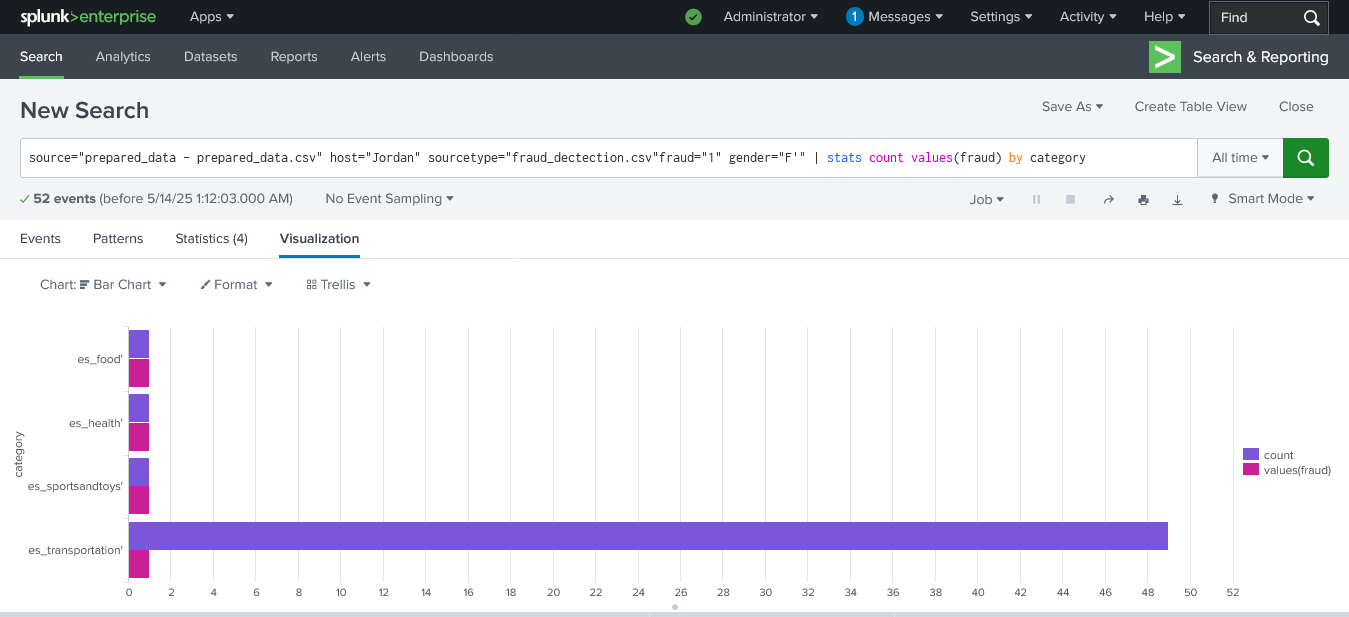 splunk>enterprise Apps Administrator 1 Messages Settings Activity Help Find
Search Analytics Datasets Reports Alerts Dashboards > Search & Reporting
New Search Save As Create Table View Close
source="prepared_data - prepared_data.csv" host="Jordan" sourcetype="fraud_dectection.csv"fraud="1" gender="F'" | stats count values(fraud) by category All time
52 events (before 5/14/25 1:12:03.000 AM) No Event Sampling Job Smart Mode
Events Patterns Statistics (4) Visualization
Chart: Bar Chart Format Trellis
es_food'
es_health'
category
es_sportsandtoys'
es_transportation'
count
values(fraud)
0 2 4 6 8 10 12 14 16 18 20 22 24 26 28 30 32 34 36 38 40 42 44 46 48 50 52